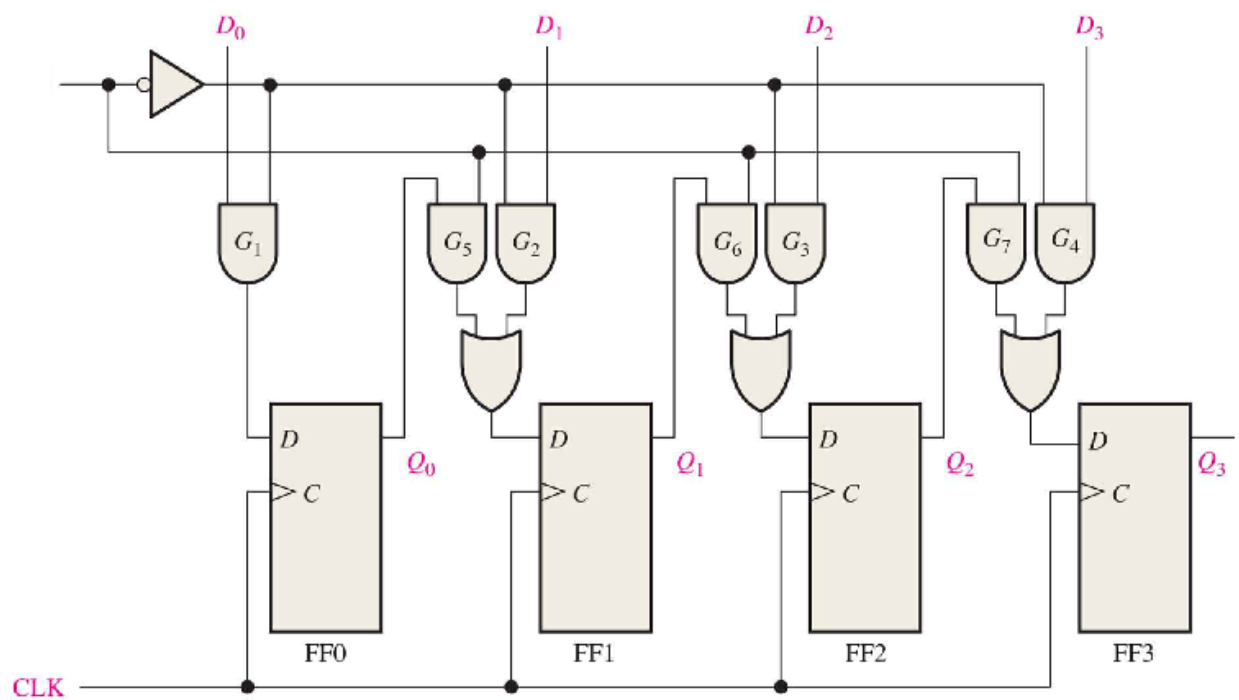 D₀ D₁ D₂ D₃
G₁ G₅ G₂ G₆ G₃ G₇ G₄
D D D D
Q₀ Q₁ Q₂ Q₃
C C C C
FF0 FF1 FF2 FF3
CLK